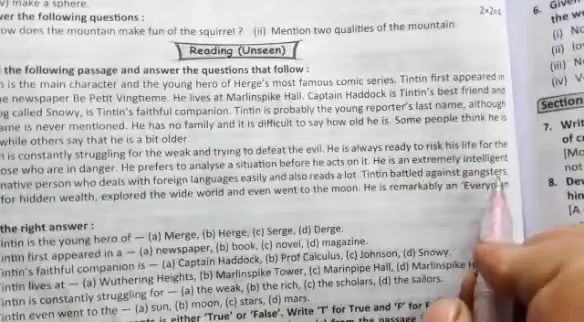 v) make a sphere.
er the following questions :
ow does the mountain make fun of the squirrel ? (ii) Mention two qualities of the mountain.
2x2=4
Reading (Unseen)
the following passage and answer the questions that follow :
is the main character and the young hero of Herge's most famous comic series. Tintin first appeared in
e newspaper Be Petit Vingtieme. He lives at Marlinspike Hall. Captain Haddock is Tintin's best friend and
og called Snowy, is Tintin's faithful companion. Tintin is probably the young reporter's last name, although
ame is never mentioned. He has no family and it is difficult to say how old he is. Some people think he is
while others say that he is a bit older.
n is constantly struggling for the weak and trying to defeat the evil. He is always ready to risk his life for the
ose who are in danger. He prefers to analyse a situation before he acts on it. He is an extremely intelligent
native person who deals with foreign languages easily and also reads a lot. Tintin battled against gangsters,
for hidden wealth, explored the wide world and even went to the moon. He is remarkably an
the right answer :
intin is the young hero of — (a) Merge, (b) Herge, (c) Serge, (d) Derge.
intin first appeared in a — (a) newspaper, (b) book, (c) novel, (d) magazine.
intin's faithful companion is — (a) Captain Haddock, (b) Prof Calculus, (c) Johnson, (d) Snowy.
intin lives at — (a) Wuthering Heights, (b) Marlinspike Tower, (c) Marinpipe Hall, (d) Marlinspike H
intin is constantly struggling for — (a) the weak, (b) the rich, (c) the scholars, (d) the sailors.
intin even went to the — (a) sun, (b) moon, (c) stars, (d) mars.
is either 'True' or 'False'. Write 'T' for True and 'F' for F
from the passage
6. Given
the w
(i) No
(ii)
(iii) N
(iv)
Section
7. Writ
of c
[Mo
not
8. De
hin
[A